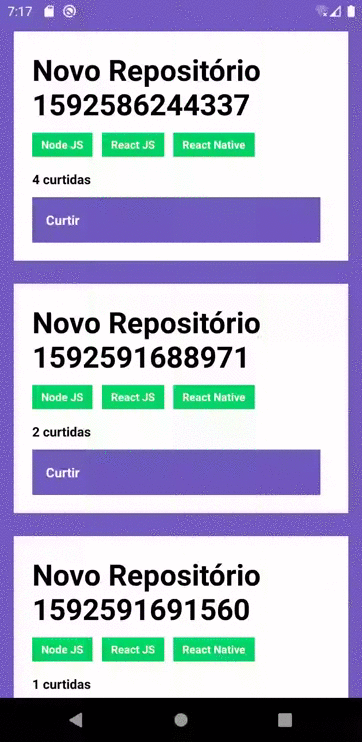 7:17
Novo Repositório
1592586244337
Node JS React JS React Native
4 curtidas
Curtir
Novo Repositório
1592591688971
Node JS React JS React Native
2 curtidas
Curtir
Novo Repositório
1592591691560
Node JS React JS React Native
1 curtidas